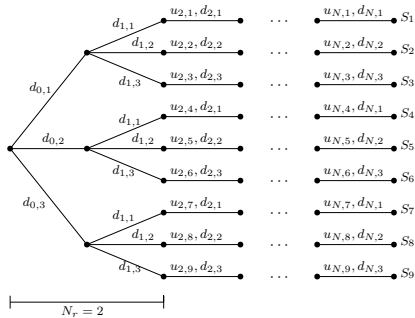 d_{1,1} u_{2,1}, d_{2,1} ... u_{N,1}, d_{N,1} S_1
d_{1,2} u_{2,2}, d_{2,2} ... u_{N,2}, d_{N,2} S_2
d_{1,3} u_{2,3}, d_{2,3} ... u_{N,3}, d_{N,3} S_3
d_{0,1}
d_{1,1} u_{2,4}, d_{2,1} ... u_{N,4}, d_{N,1} S_4
d_{0,2} d_{1,2} u_{2,5}, d_{2,2} ... u_{N,5}, d_{N,2} S_5
d_{1,3} u_{2,6}, d_{2,3} ... u_{N,6}, d_{N,3} S_6
d_{0,3}
d_{1,1} u_{2,7}, d_{2,1} ... u_{N,7}, d_{N,1} S_7
d_{1,2} u_{2,8}, d_{2,2} ... u_{N,8}, d_{N,2} S_8
d_{1,3} u_{2,9}, d_{2,3} ... u_{N,9}, d_{N,3} S_9
N_r = 2